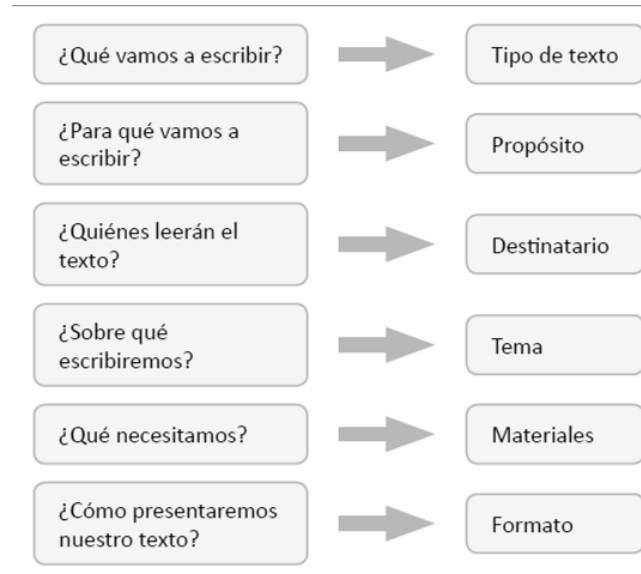 ¿Qué vamos a escribir?
Tipo de texto
¿Para qué vamos a
escribir?
Propósito
¿Quiénes leerán el
texto?
Destinatario
¿Sobre qué
escribiremos?
Tema
¿Qué necesitamos?
Materiales
¿Cómo presentaremos
nuestro texto?
Formato